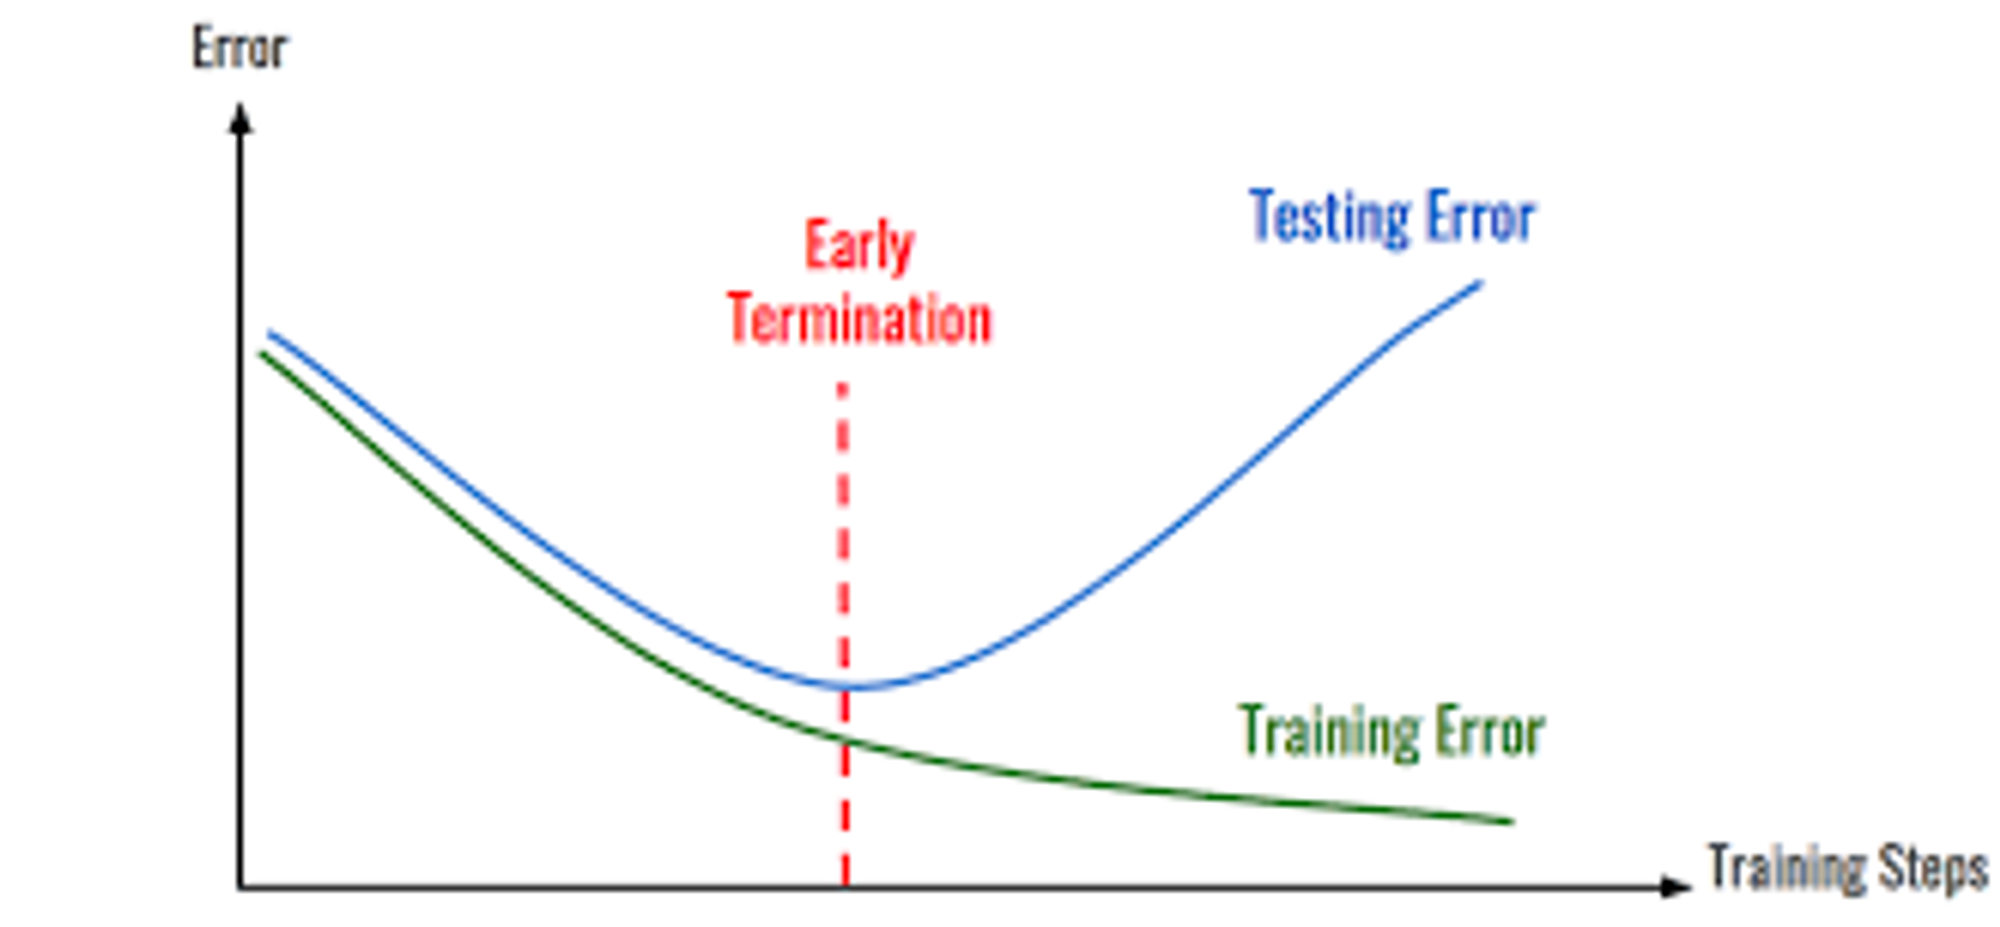 Error
Testing Error
Early
Termination
Training Error
Training Steps